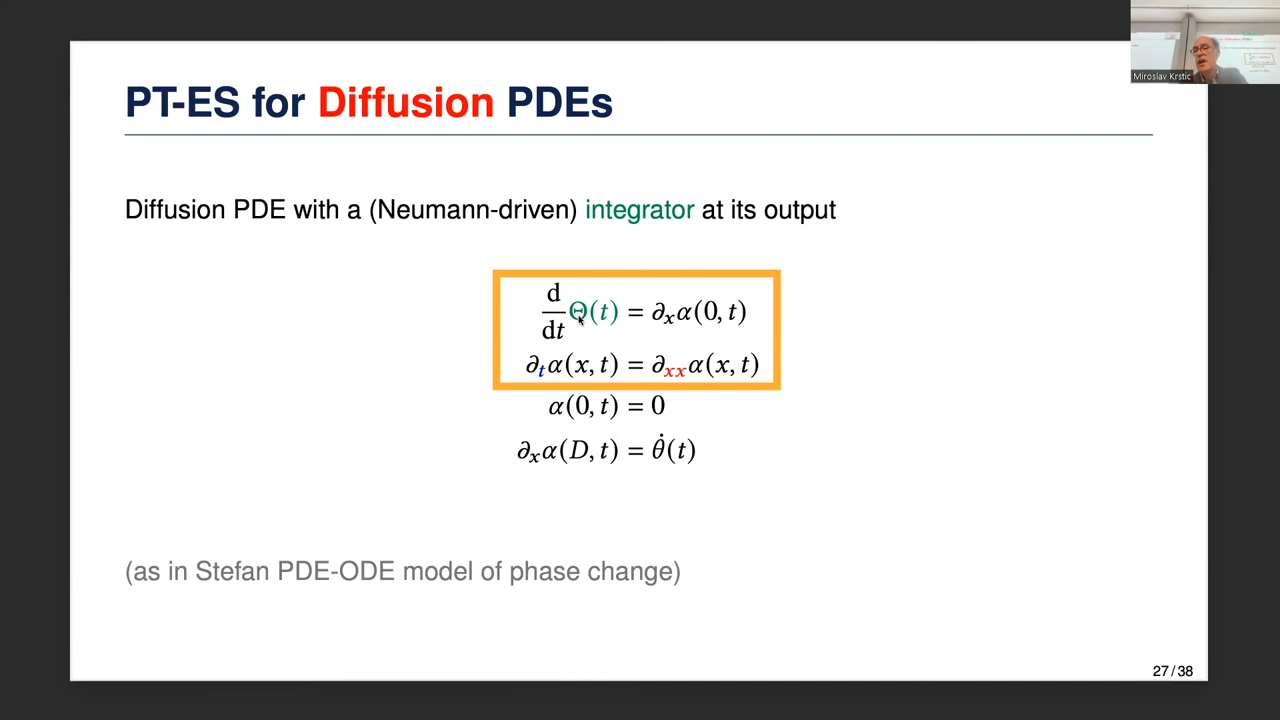 PT-ES for Diffusion PDEs
Miroslav Krstic
Diffusion PDE with a (Neumann-driven) integrator at its output
d/dt Θ(t) = ∂ₓα(0, t)
∂ₜα(x, t) = ∂ₓₓα(x, t)
α(0, t) = 0
∂ₓα(D, t) = θ̇(t)
(as in Stefan PDE-ODE model of phase change)
27 / 38